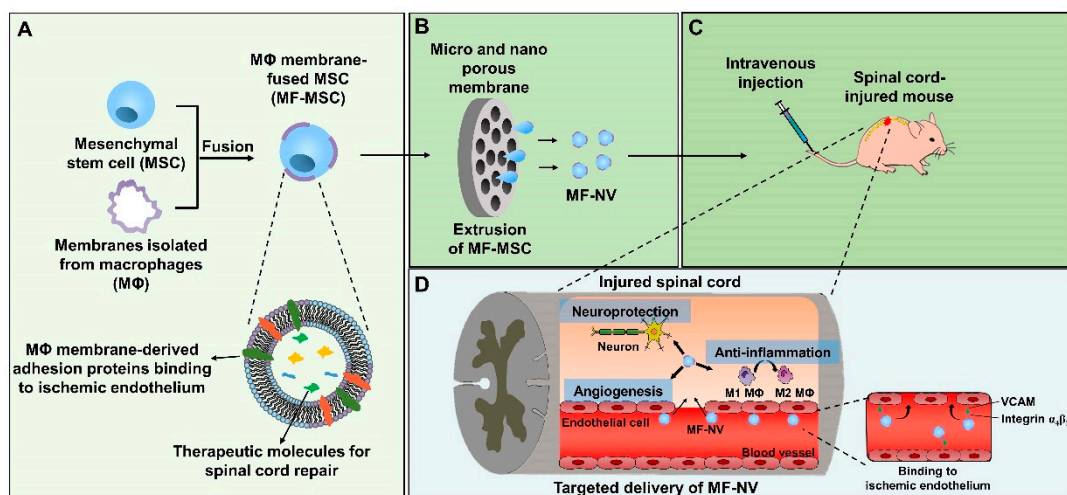 A
MΦ membrane-
fused MSC
(MF-MSC)
Mesenchymal
stem cell (MSC)
Fusion
Membranes isolated
from macrophages
(MΦ)
MΦ membrane-derived
adhesion proteins binding
to ischemic endothelium
Therapeutic molecules for
spinal cord repair
B
Micro and nano
porous membrane
MF-NV
Extrusion
of MF-MSC
C
Intravenous
injection
Spinal cord-
injured mouse
D
Injured spinal cord
Neuroprotection
Neuron
Anti-inflammation
M1 MΦ M2 MΦ
Angiogenesis
Endothelial cell
MF-NV
Blood vessel
Targeted delivery of MF-NV
VCAM
Integrin α₄β
Binding to
ischemic endothelium